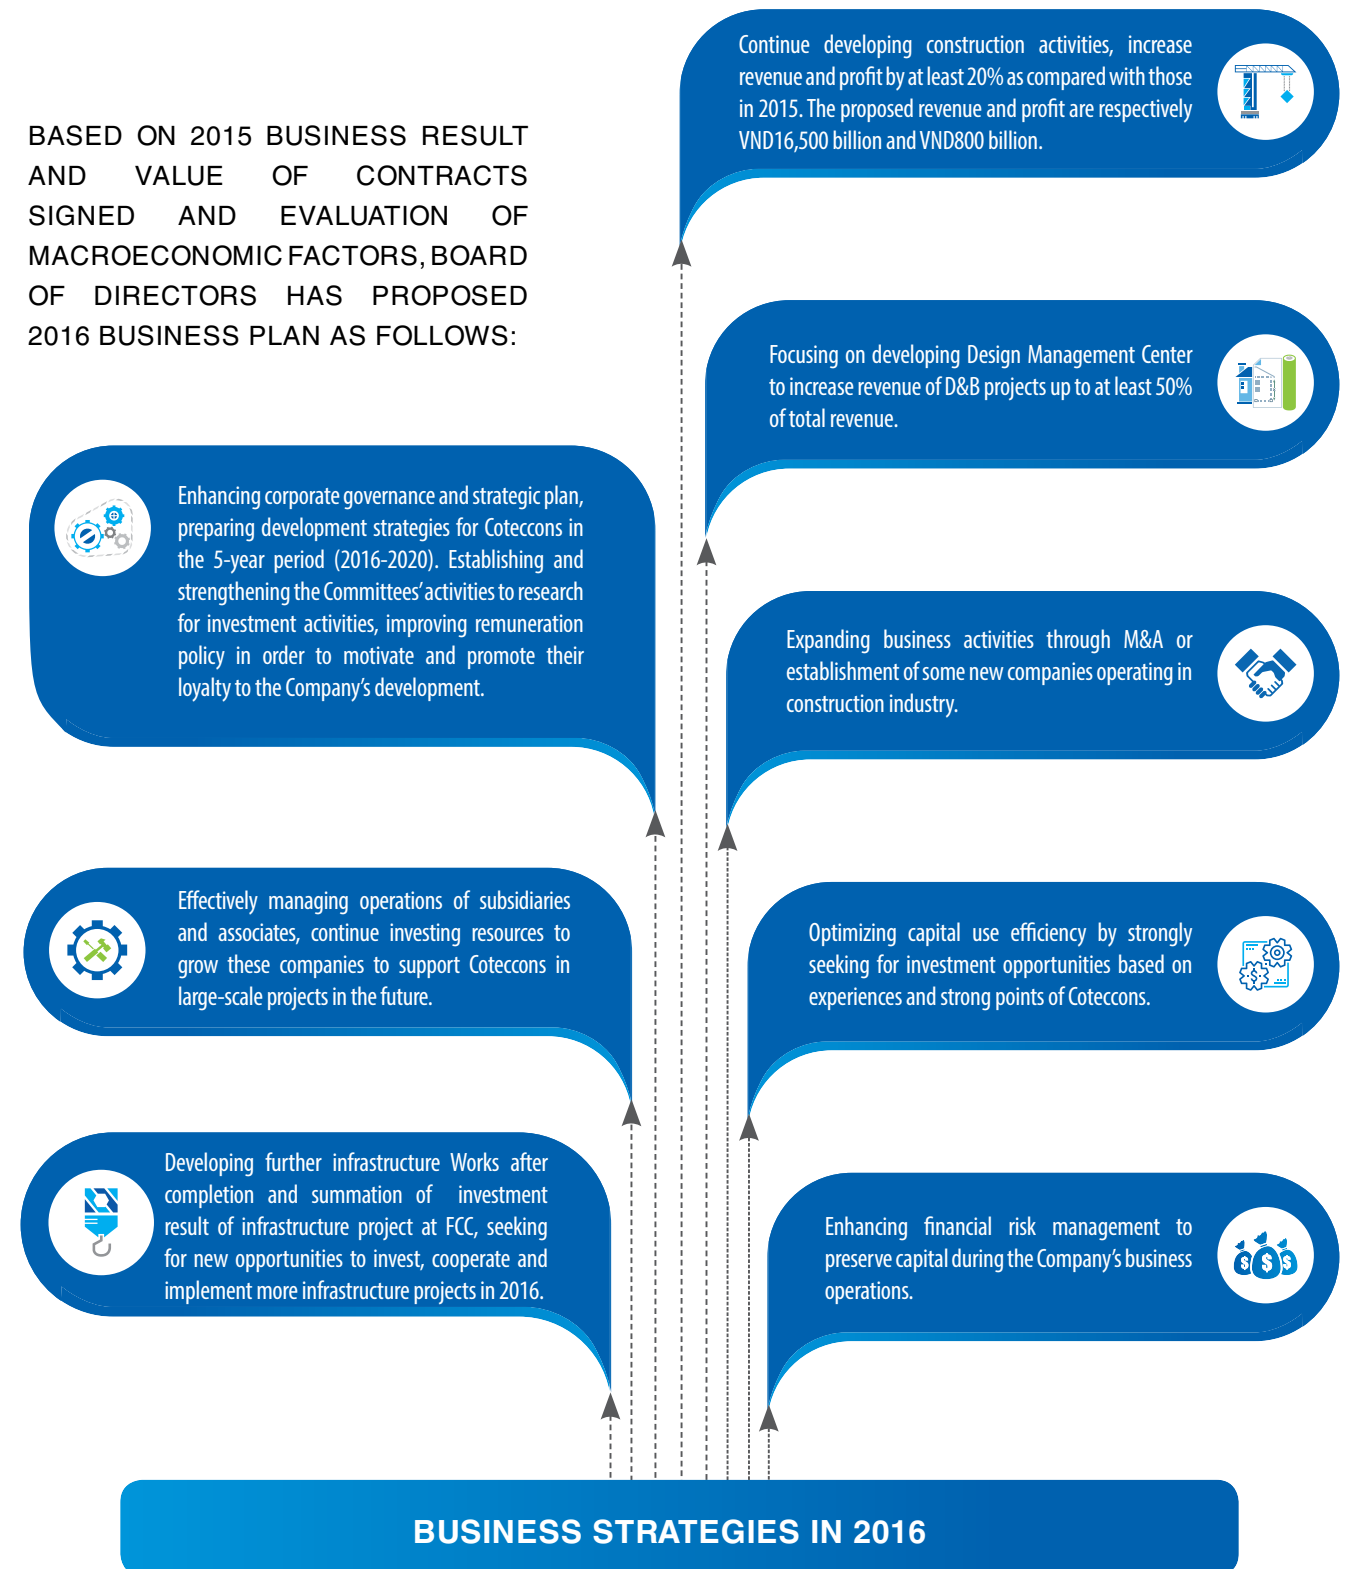 BASED ON 2015 BUSINESS RESULT
AND VALUE OF CONTRACTS
SIGNED AND EVALUATION OF
MACROECONOMIC FACTORS, BOARD
OF DIRECTORS HAS PROPOSED
2016 BUSINESS PLAN AS FOLLOWS:
Continue developing construction activities, increase
revenue and profit by at least 20% as compared with those
in 2015. The proposed revenue and profit are respectively
VND16,500 billion and VND800 billion.
Focusing on developing Design Management Center
to increase revenue of D&B projects up to at least 50%
of total revenue.
Enhancing corporate governance and strategic plan,
preparing development strategies for Coteccons in
the 5-year period (2016-2020). Establishing and
strengthening the Committees' activities to research
for investment activities, improving remuneration
policy in order to motivate and promote their
loyalty to the Company's development.
Expanding business activities through M&A or
establishment of some new companies operating in
construction industry.
Effectively managing operations of subsidiaries
and associates, continue investing resources to
grow these companies to support Coteccons in
large-scale projects in the future.
Optimizing capital use efficiency by strongly
seeking for investment opportunities based on
experiences and strong points of Coteccons.
Developing further infrastructure Works after
completion and summation of investment
result of infrastructure project at FCC, seeking
for new opportunities to invest, cooperate and
implement more infrastructure projects in 2016.
Enhancing financial risk management to
preserve capital during the Company's business
operations.
BUSINESS STRATEGIES IN 2016